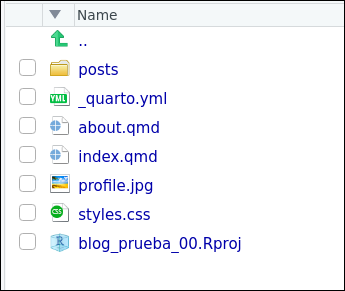 Name
..
posts
_quarto.yml
about.qmd
index.qmd
profile.jpg
styles.css
blog_prueba_00.Rproj